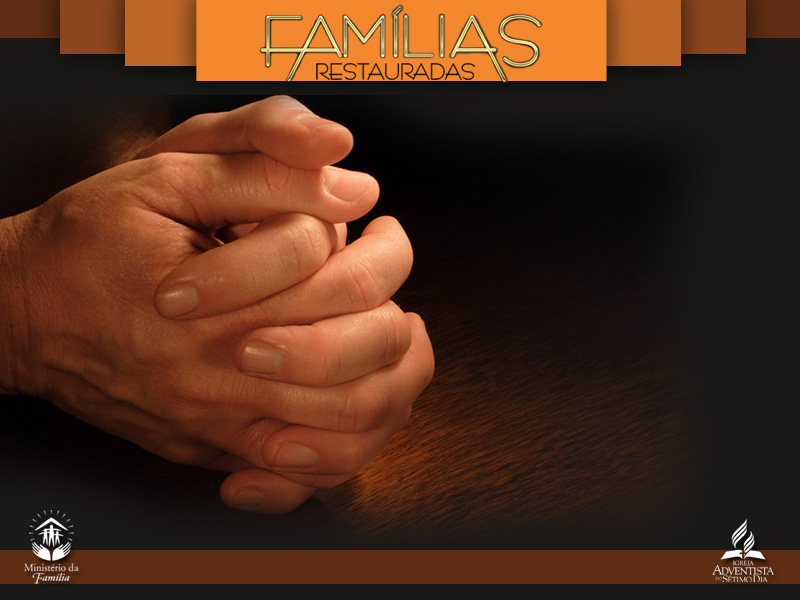 FAMÍLIAS
RESTAURADAS
Ministério da
Família
IGREJA
ADVENTISTA
DO SÉTIMO DIA